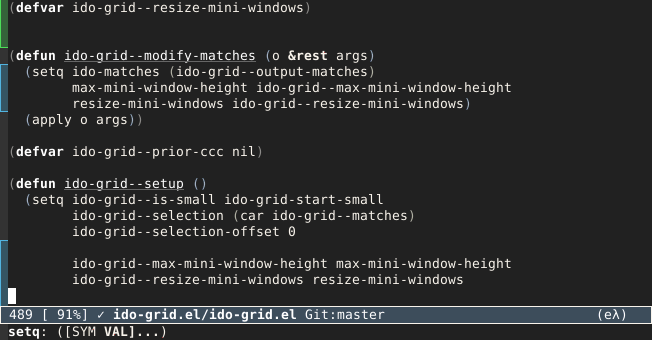 (defvar ido-grid--resize-mini-windows)
(defun ido-grid--modify-matches (o &rest args)
  (setq ido-matches (ido-grid--output-matches)
        max-mini-window-height ido-grid--max-mini-window-height
        resize-mini-windows ido-grid--resize-mini-windows)
  (apply o args))
(defvar ido-grid--prior-ccc nil)
(defun ido-grid--setup ()
  (setq ido-grid--is-small ido-grid-start-small
        ido-grid--selection (car ido-grid--matches)
        ido-grid--selection-offset 0
        ido-grid--max-mini-window-height max-mini-window-height
        ido-grid--resize-mini-windows resize-mini-windows
489 [ 91%] ✓ ido-grid.el/ido-grid.el Git:master (eλ)
setq: ([SYM VAL]...)